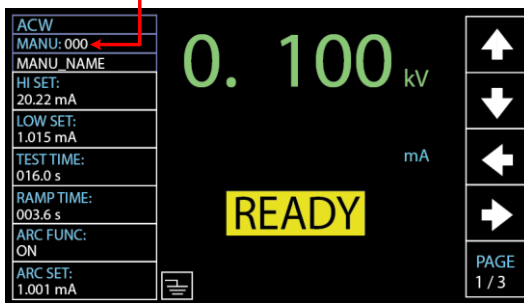 ACW
MANU: 000
MANU_NAME
HI SET:
20.22 mA
LOW SET:
1.015 mA
TEST TIME:
016.0 s
RAMP TIME:
003.6 s
ARC FUNC:
ON
ARC SET:
1.001 mA
0. 100 kV
mA
READY
PAGE
1 / 3